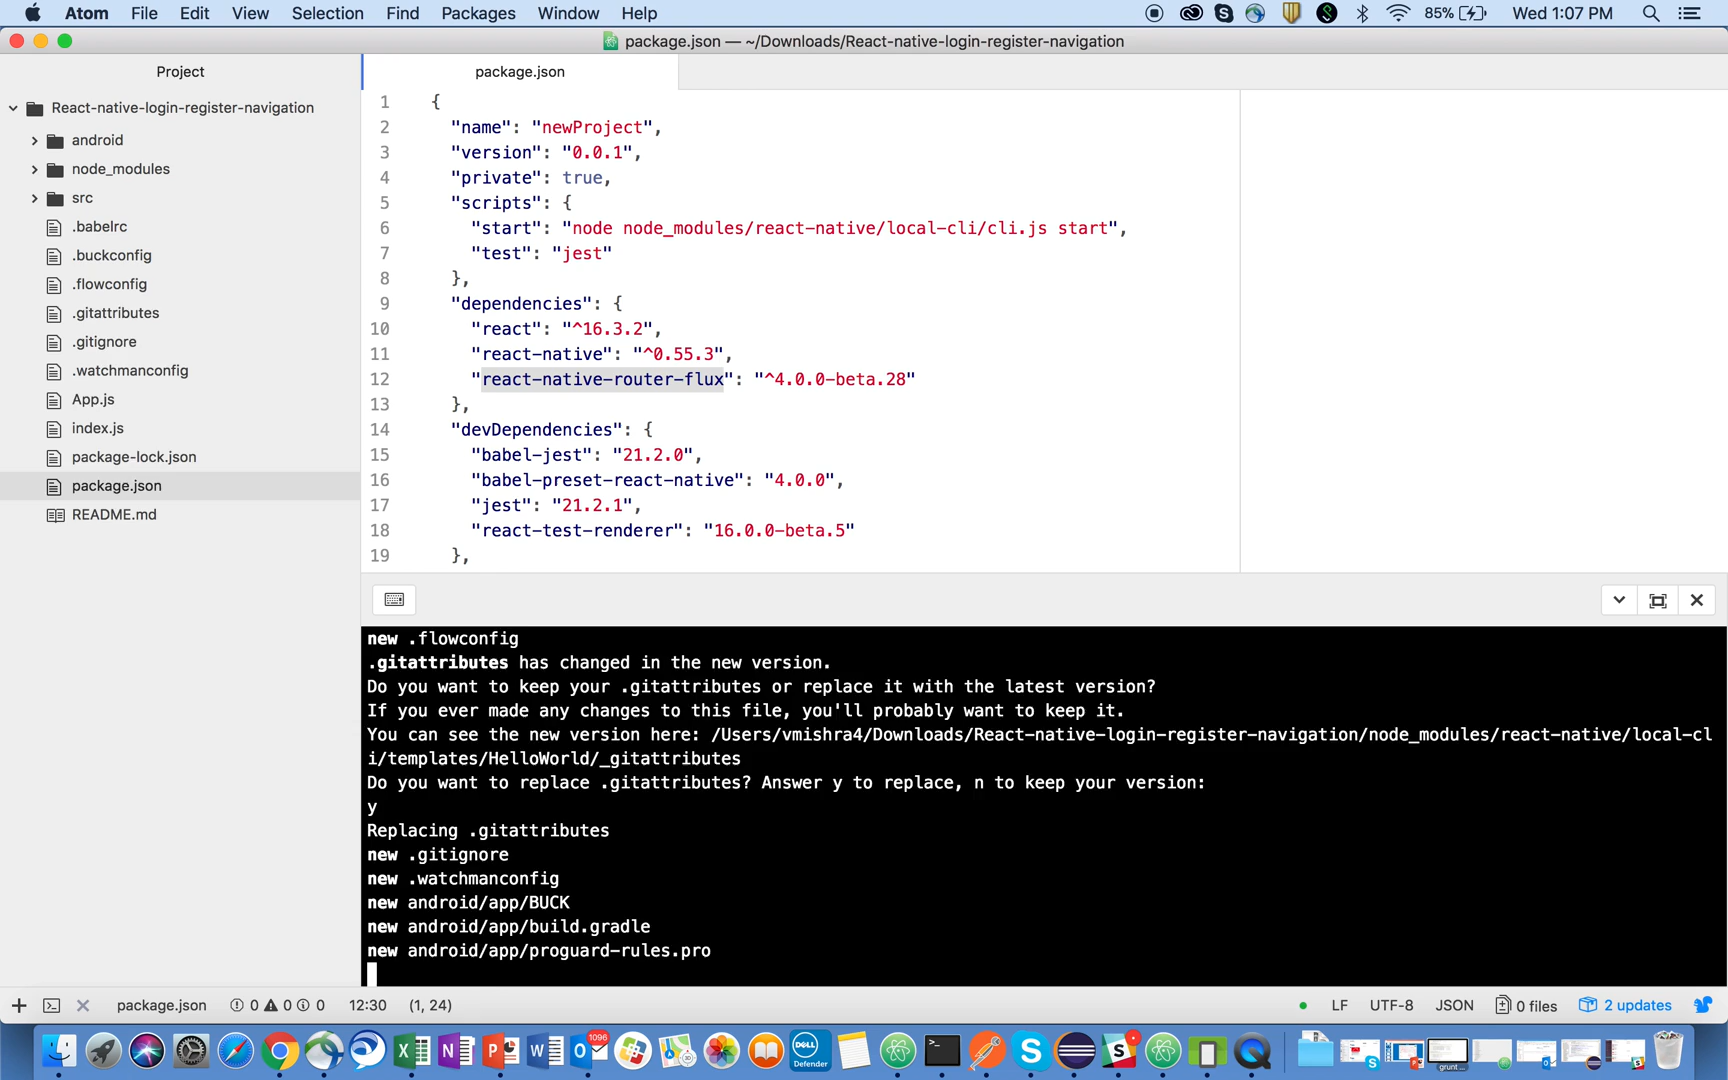 Atom File Edit View Selection Find Packages Window Help 85% Wed 1:07 PM
package.json — ~/Downloads/React-native-login-register-navigation
Project
package.json
React-native-login-register-navigation
android
node_modules
src
.babelrc
.buckconfig
.flowconfig
.gitattributes
.gitignore
.watchmanconfig
App.js
index.js
package-lock.json
package.json
README.md
1 {
2 "name": "newProject",
3 "version": "0.0.1",
4 "private": true,
5 "scripts": {
6 "start": "node node_modules/react-native/local-cli/cli.js start",
7 "test": "jest"
8 },
9 "dependencies": {
10 "react": "^16.3.2",
11 "react-native": "^0.55.3",
12 "react-native-router-flux": "^4.0.0-beta.28"
13 },
14 "devDependencies": {
15 "babel-jest": "21.2.0",
16 "babel-preset-react-native": "4.0.0",
17 "jest": "21.2.1",
18 "react-test-renderer": "16.0.0-beta.5"
19 },
new .flowconfig
.gitattributes has changed in the new version.
Do you want to keep your .gitattributes or replace it with the latest version?
If you ever made any changes to this file, you'll probably want to keep it.
You can see the new version here: /Users/vmishra4/Downloads/React-native-login-register-navigation/node_modules/react-native/local-cl
i/templates/HelloWorld/_gitattributes
Do you want to replace .gitattributes? Answer y to replace, n to keep your version:
y
Replacing .gitattributes
new .gitignore
new .watchmanconfig
new android/app/BUCK
new android/app/build.gradle
new android/app/proguard-rules.pro
package.json 0 0 0 12:30 (1, 24) LF UTF-8 JSON 0 files 2 updates
1096
DELL
Defender
grunt ...